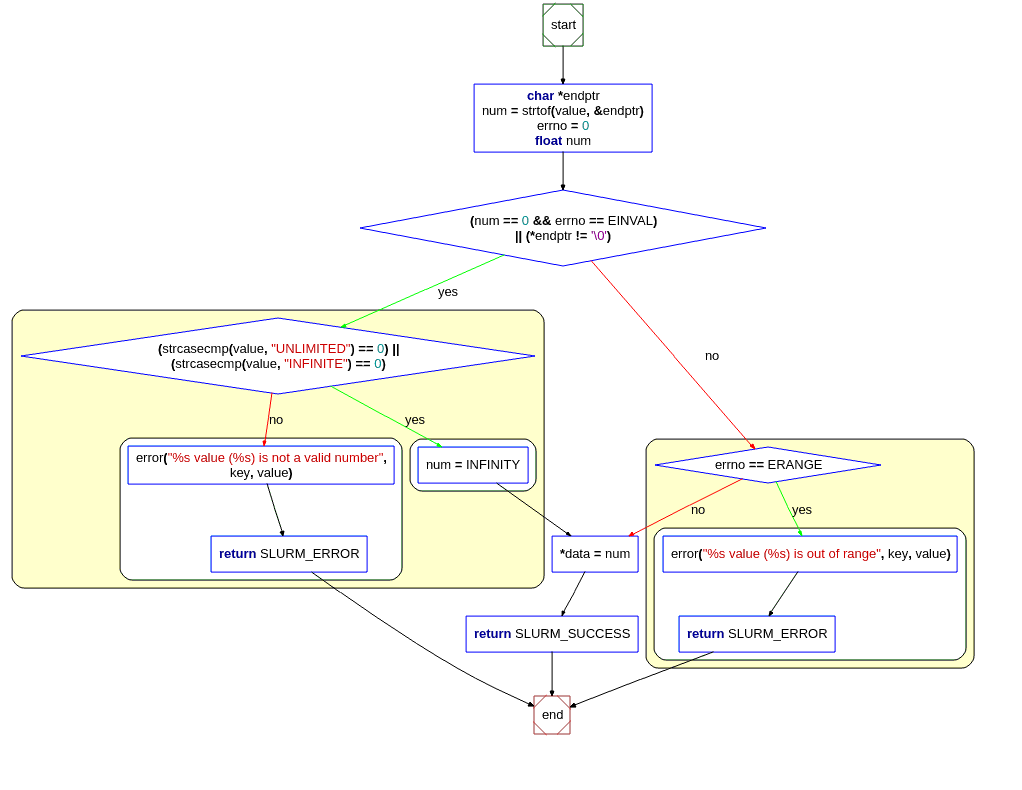 start
char *endptr
num = strtof(value, &endptr)
errno = 0
float num
(num == 0 && errno == EINVAL)
|| (*endptr != '\0')
yes
no
(strcasecmp(value, "UNLIMITED") == 0) ||
(strcasecmp(value, "INFINITE") == 0)
no
yes
error("%s value (%s) is not a valid number",
key, value)
num = INFINITY
errno == ERANGE
no
yes
return SLURM_ERROR
*data = num
error("%s value (%s) is out of range", key, value)
return SLURM_SUCCESS
return SLURM_ERROR
end